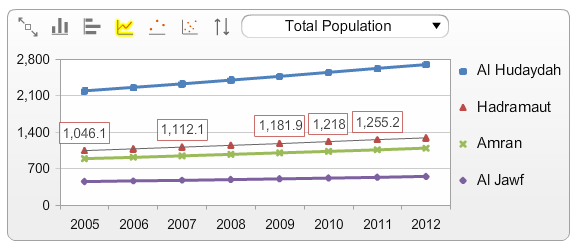 Total Population
2,800
2,100
1,400
700
0
1,046.1
1,112.1
1,181.9
1,218
1,255.2
2005 2006 2007 2008 2009 2010 2011 2012
Al Hudaydah
Hadramaut
Amran
Al Jawf